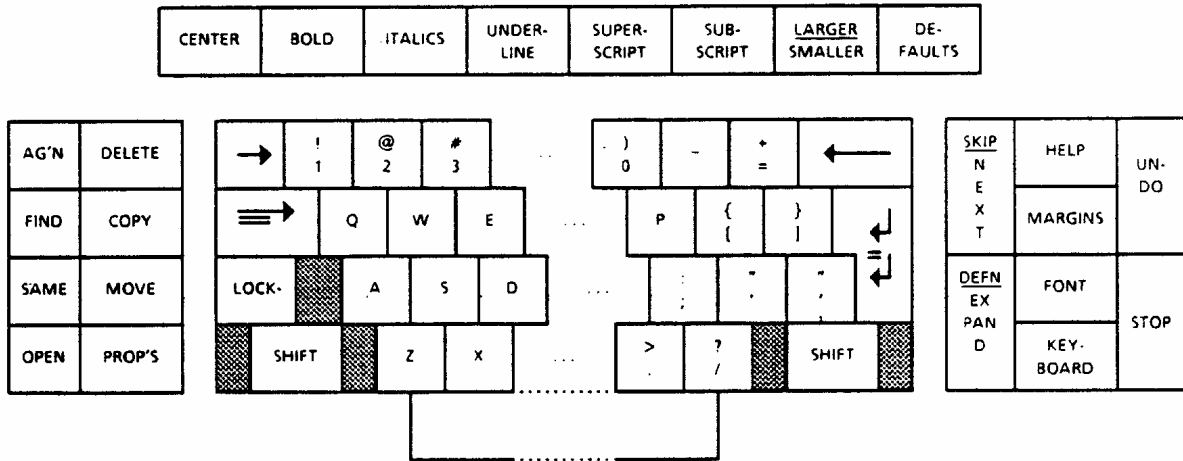 CENTER BOLD ITALICS UNDER- SUPER- SUB- LARGER DE-
LINE SCRIPT SCRIPT SMALLER FAULTS
AG'N DELETE ! @ # ) _ + SKIP HELP UN-
1 2 3 ... 0 = N DO
FIND COPY Q W E ... P { } E MARGINS
[ ] X
T
SAME MOVE LOCK A S D ... : " " DEFN FONT STOP
; ' , EX
OPEN PROP'S SHIFT Z X ... > ? SHIFT PAN KEY-
. / D BOARD